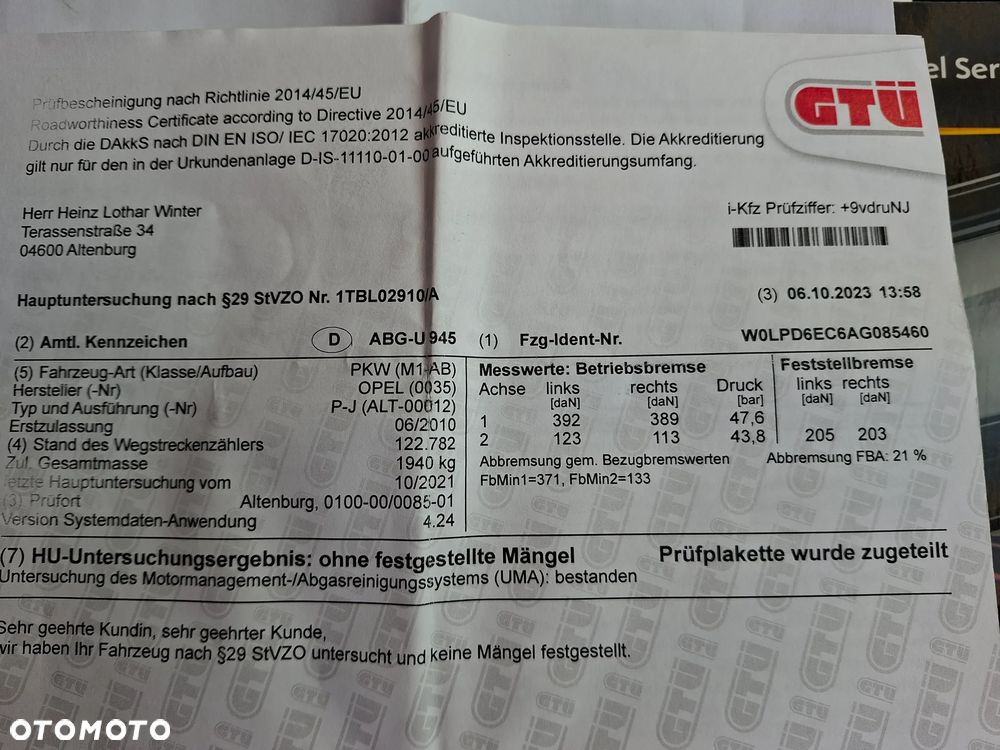 el Ser
GTÜ
Prüfbescheinigung nach Richtlinie 2014/45/EU
Roadworthiness Certificate according to Directive 2014/45/EU
Durch die DAkkS nach DIN EN ISO/ IEC 17020:2012 akkreditierte Inspektionsstelle. Die Akkreditierung
gilt nur für den in der Urkundenanlage D-IS-11110-01-00 aufgeführten Akkreditierungsumfang.
Herr Heinz Lothar Winter
Terassenstraße 34
04600 Altenburg
i-Kfz Prüfziffer: +9vdruNJ
Hauptuntersuchung nach §29 StVZO Nr. 1TBL02910/A
(3) 06.10.2023 13:58
(2) Amtl. Kennzeichen D ABG-U 945
(1) Fzg-Ident-Nr. W0LPD6EC6AG085460
(5) Fahrzeug-Art (Klasse/Aufbau) PKW (M1-AB)
Hersteller (-Nr) OPEL (0035)
Typ und Ausführung (-Nr) P-J (ALT-00012)
Erstzulassung 06/2010
(4) Stand des Wegstreckenzählers 122.782
Zul. Gesamtmasse 1940 kg
letzte Hauptuntersuchung vom 10/2021
(3) Prüfort Altenburg, 0100-00/0085-01
Version Systemdaten-Anwendung 4.24
Messwerte: Betriebsbremse Feststellbremse
Achse links rechts Druck links rechts
[daN] [daN] [bar] [daN] [daN]
1 392 389 47,6
2 123 113 43,8 205 203
Abbremsung gem. Bezugbremswerten Abbremsung FBA: 21 %
FbMin1=371, FbMin2=133
(7) HU-Untersuchungsergebnis: ohne festgestellte Mängel Prüfplakette wurde zugeteilt
Untersuchung des Motormanagement-/Abgasreinigungssystems (UMA): bestanden
Sehr geehrte Kundin, sehr geehrter Kunde,
wir haben Ihr Fahrzeug nach §29 StVZO untersucht und keine Mängel festgestellt.
OTOMOTO